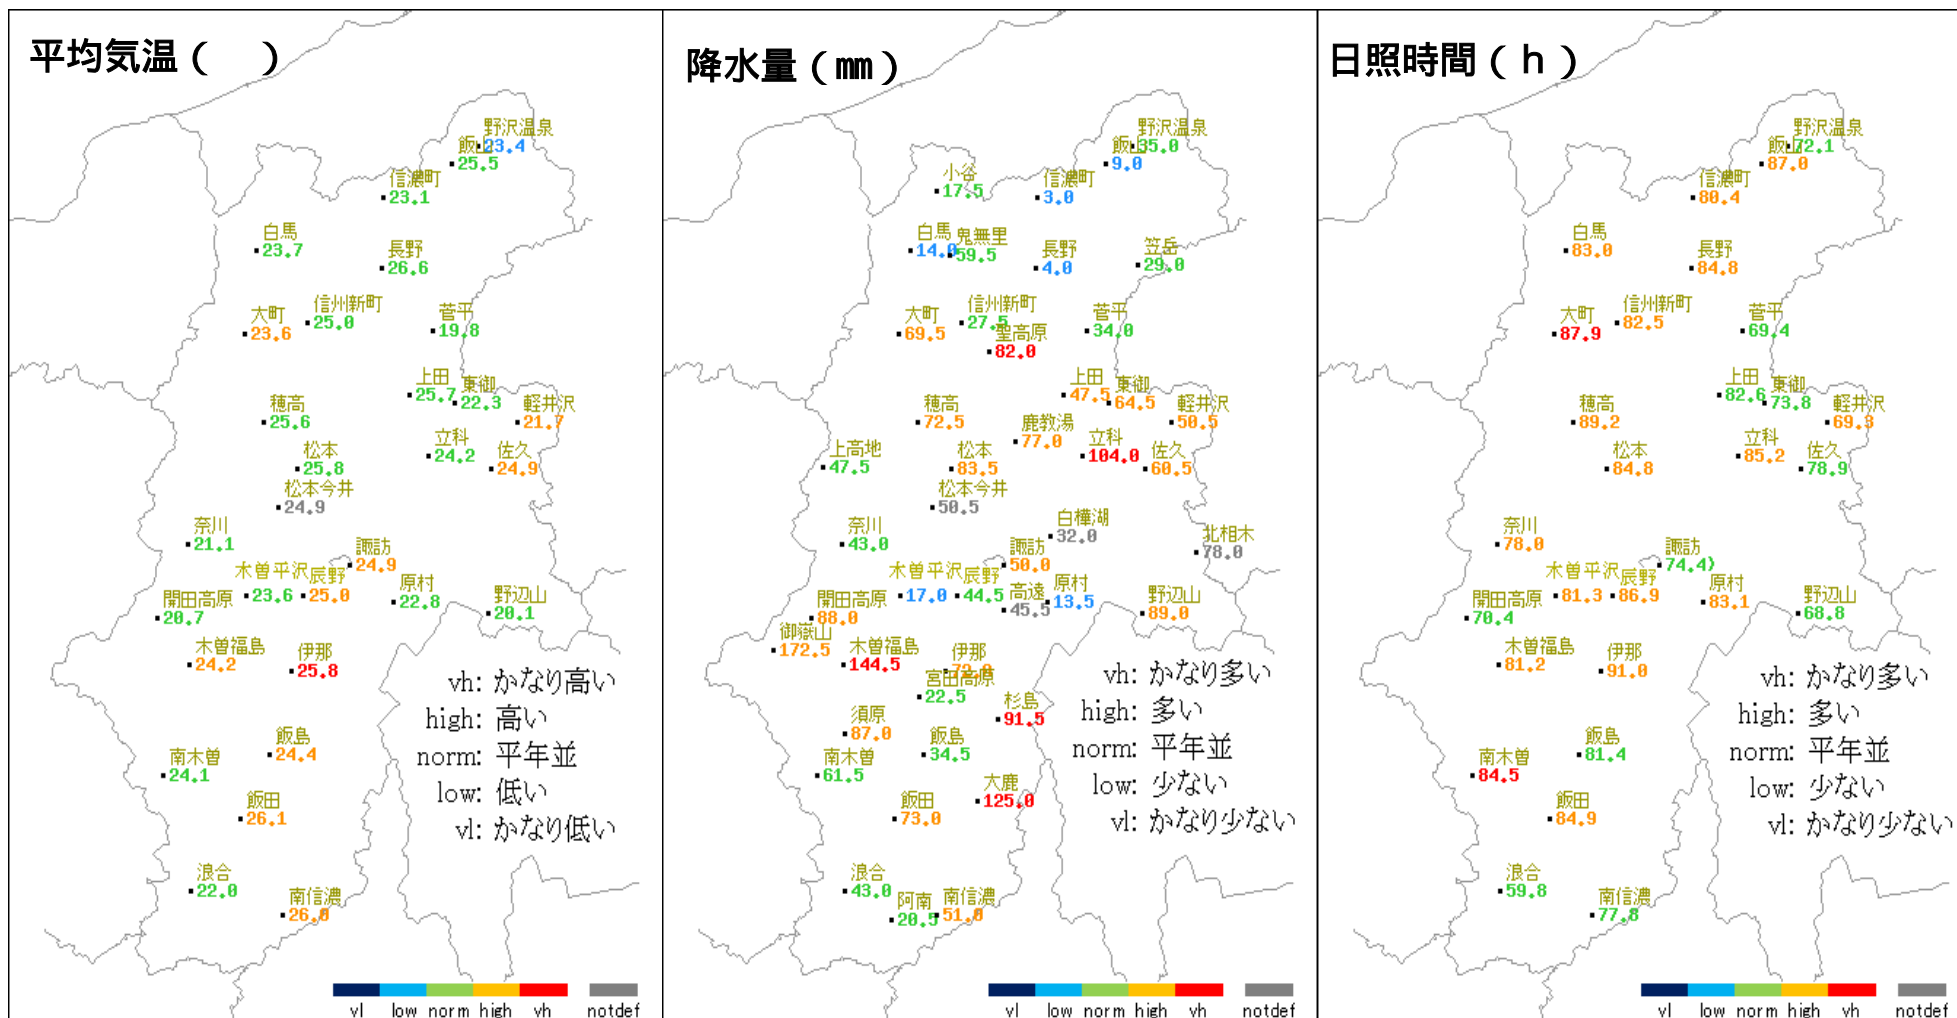 平均気温（　）
野沢温泉
23.4
飯山
25.5
信濃町
23.1
白馬
23.7
長野
26.6
大町
23.6
信州新町
25.0
菅平
19.8
上田
25.7
東御
22.3
軽井沢
21.7
穂高
25.6
松本
25.8
立科
24.2
佐久
24.9
松本今井
24.9
奈川
21.1
諏訪
24.9
木曽平沢
23.6
辰野
25.0
原村
22.8
野辺山
20.1
開田高原
20.7
木曽福島
24.2
伊那
25.8
飯島
24.4
南木曽
24.1
飯田
26.1
浪合
22.0
南信濃
26.0
vh: かなり高い
high: 高い
norm: 平年並
low: 低い
vl: かなり低い
vl low norm high vh notdef
降水量（㎜）
野沢温泉
35.0
飯山
9.0
小谷
17.5
信濃町
3.0
白馬
14.0
鬼無里
59.5
長野
4.0
笠岳
29.0
大町
69.5
信州新町
27.5
聖高原
82.0
菅平
34.0
上田
47.5
東御
64.5
軽井沢
50.5
穂高
72.5
鹿教湯
77.0
立科
104.0
佐久
60.5
上高地
47.5
松本
83.5
松本今井
50.5
奈川
43.0
白樺湖
32.0
北相木
78.0
諏訪
50.0
木曽平沢
17.0
辰野
44.5
高遠
45.5
原村
13.5
野辺山
89.0
開田高原
88.0
御嶽山
172.5
木曽福島
144.5
伊那
72.0
宮田高原
22.5
杉島
91.5
須原
87.0
飯島
34.5
南木曽
61.5
大鹿
125.0
飯田
73.0
浪合
43.0
阿南
20.5
南信濃
51.0
vh: かなり多い
high: 多い
norm: 平年並
low: 少ない
vl: かなり少ない
vl low norm high vh notdef
日照時間（ｈ）
野沢温泉
72.1
飯山
87.0
信濃町
80.4
白馬
83.0
長野
84.8
大町
87.9
信州新町
82.5
菅平
69.4
上田
82.6
東御
73.8
軽井沢
69.3
穂高
89.2
松本
84.8
立科
85.2
佐久
78.9
奈川
78.0
諏訪
74.4)
木曽平沢
81.3
辰野
86.9
原村
83.1
野辺山
68.8
開田高原
70.4
木曽福島
81.2
伊那
91.0
飯島
81.4
南木曽
84.5
飯田
84.9
浪合
59.8
南信濃
77.8
vh: かなり多い
high: 多い
norm: 平年並
low: 少ない
vl: かなり少ない
vl low norm high vh notdef